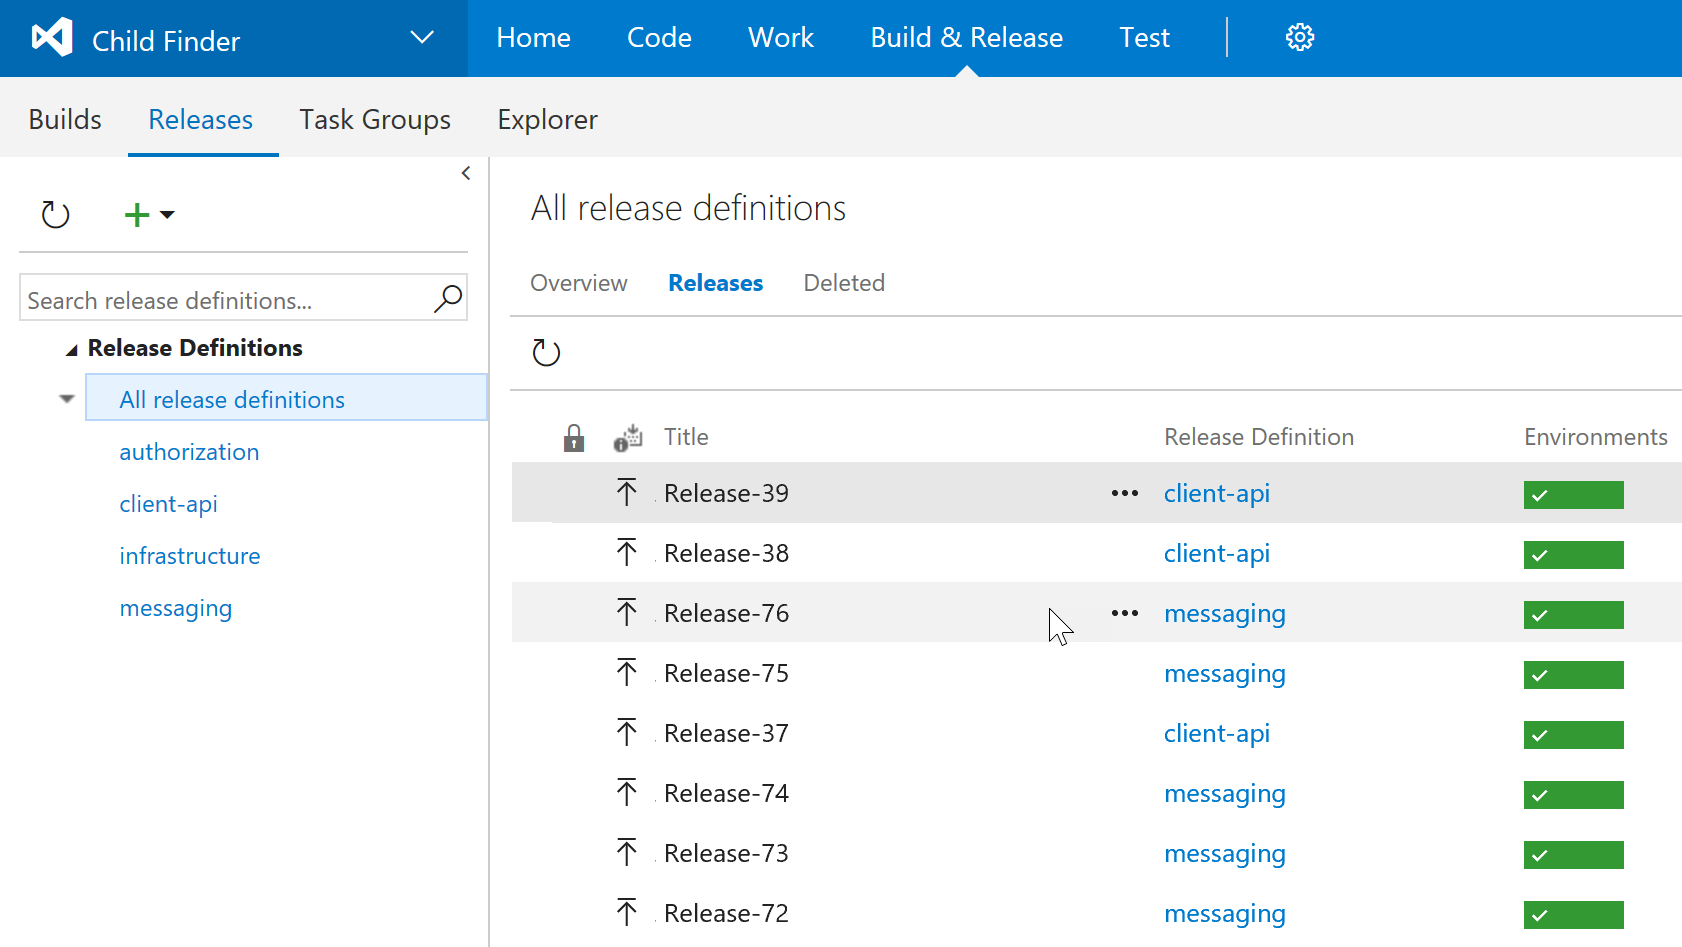 Child Finder Home Code Work Build & Release Test
Builds Releases Task Groups Explorer
Search release definitions...
Release Definitions
All release definitions
authorization
client-api
infrastructure
messaging
All release definitions
Overview Releases Deleted
Title Release Definition Environments
Release-39 ••• client-api
Release-38 client-api
Release-76 ••• messaging
Release-75 messaging
Release-37 client-api
Release-74 messaging
Release-73 messaging
Release-72 messaging